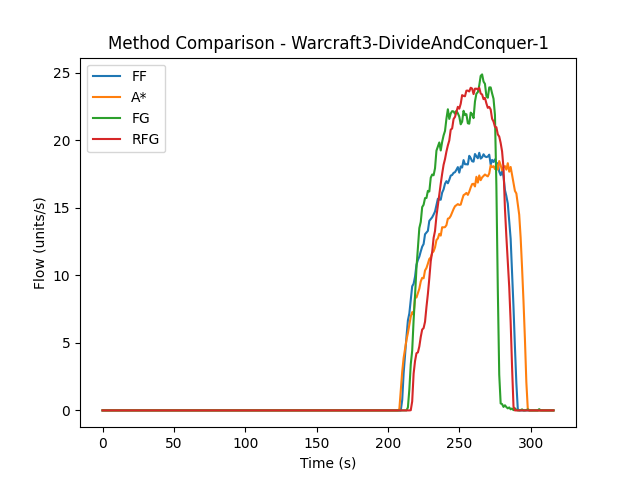 Method Comparison - Warcraft3-DivideAndConquer-1
FF
A*
FG
RFG
Flow (units/s)
25
20
15
10
5
0
0 50 100 150 200 250 300
Time (s)